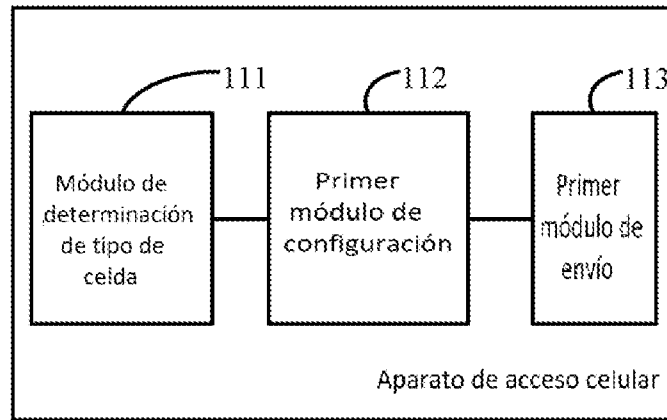 111
112
113
Módulo de
determinación
de tipo de
celda
Primer
módulo de
configuración
Primer
módulo de
envío
Aparato de acceso celular